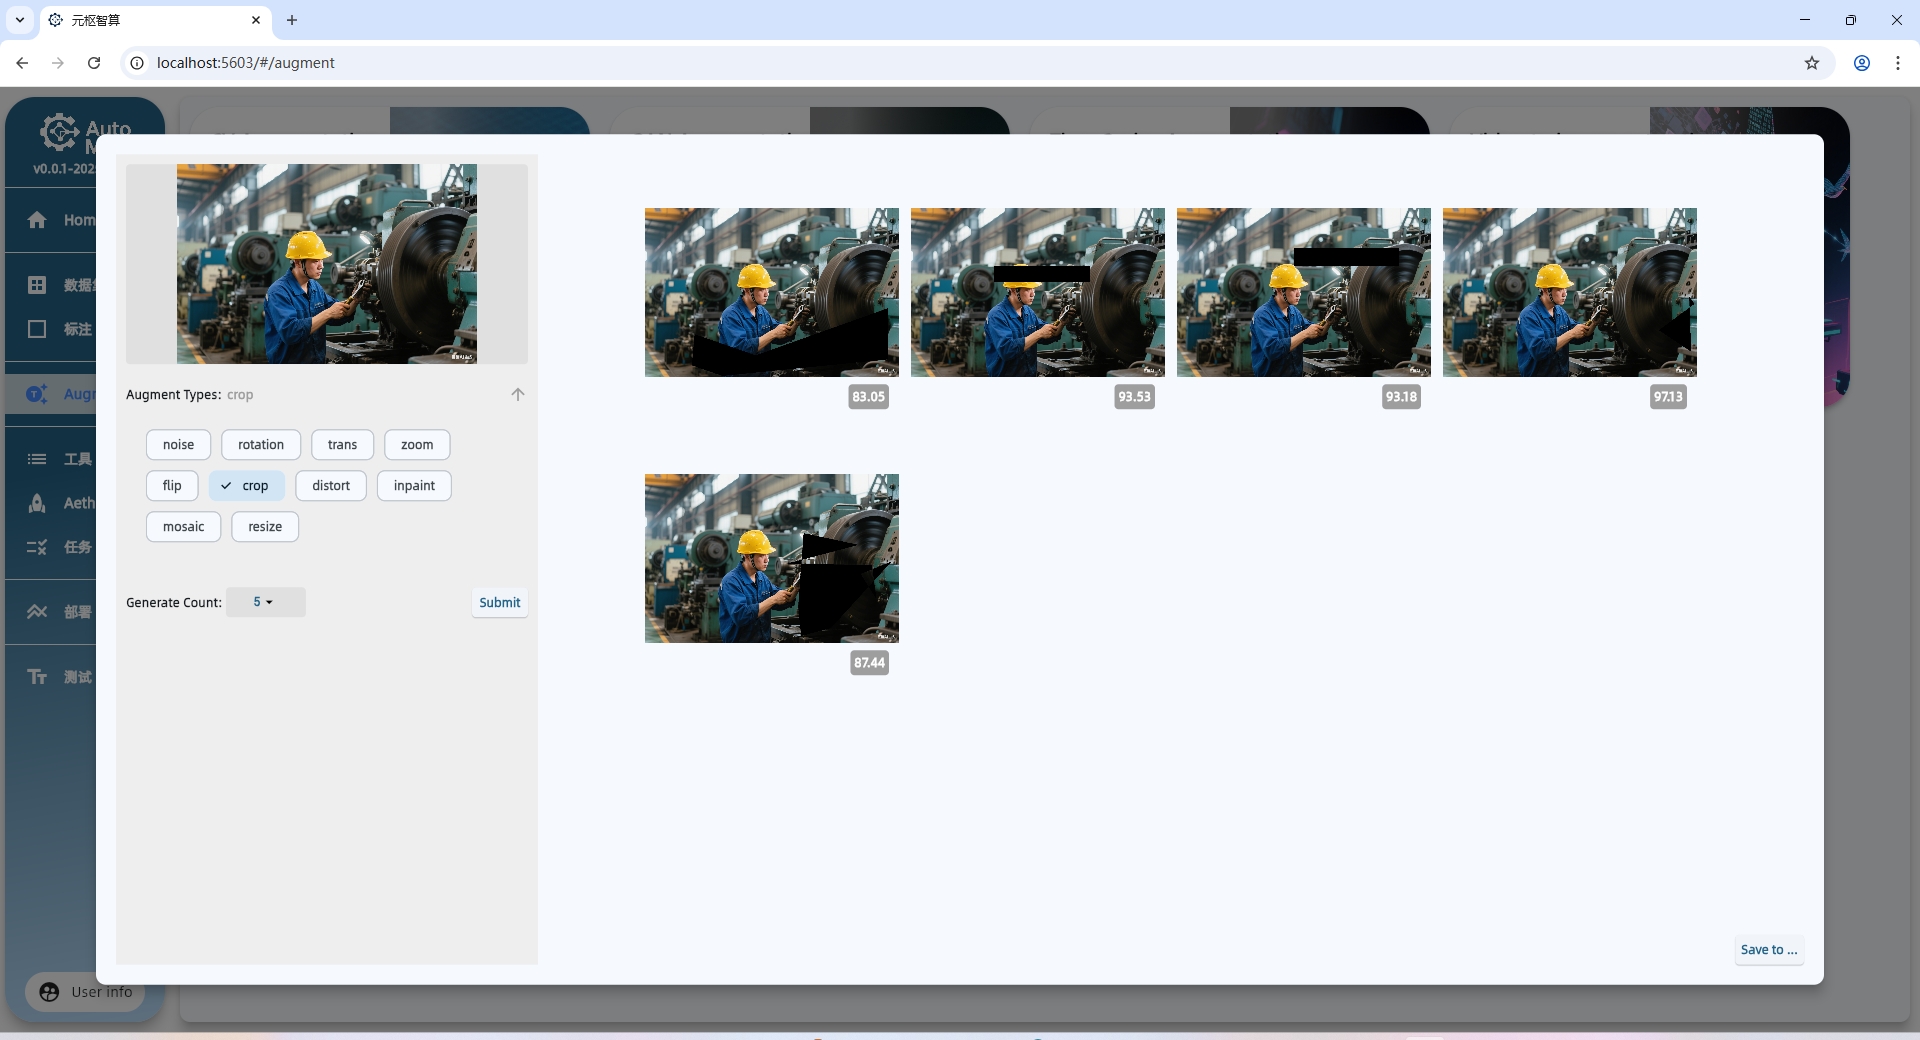 元枢智算
localhost:5603/#/augment
Auto
v0.0.1-202
Hom
数据集
标注
Augm
工具
Aeth
任务
部署
测试
User info
Augment Types: crop
noise
rotation
trans
zoom
flip
crop
distort
inpaint
mosaic
resize
Generate Count: 5
Submit
83.05
93.53
93.18
97.13
87.44
Save to ...